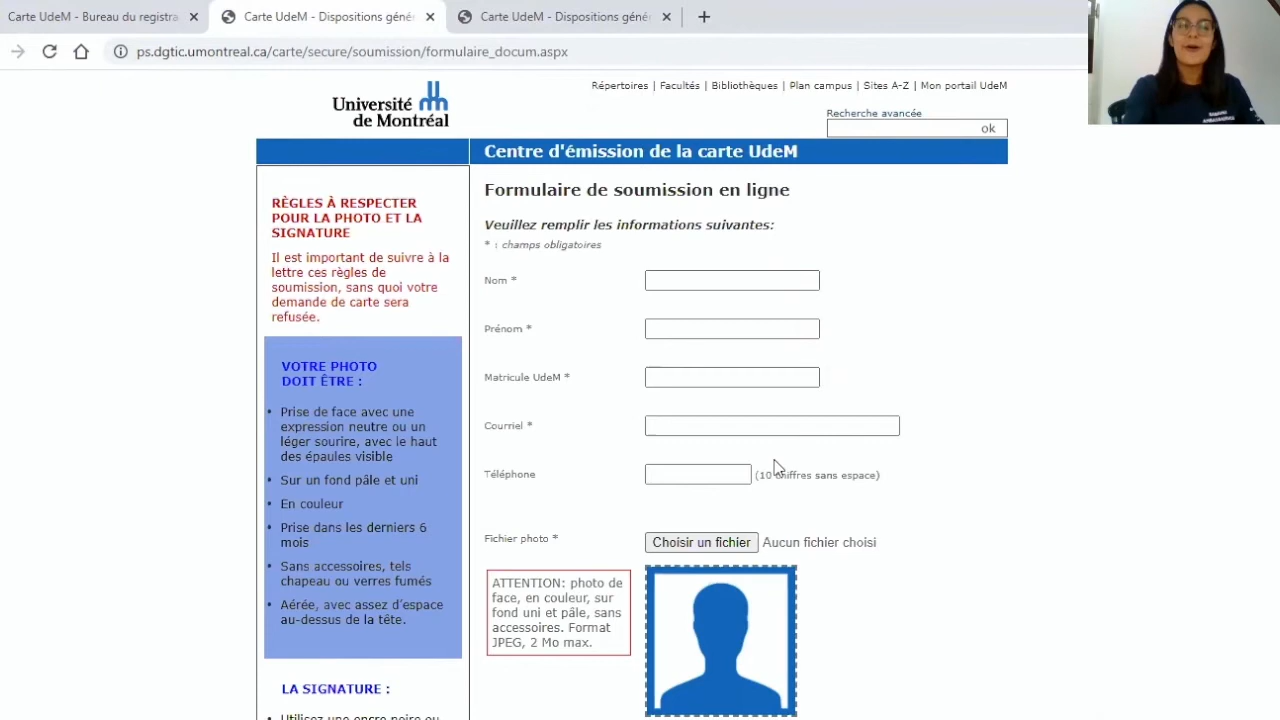 Carte UdeM - Bureau du registra
Carte UdeM - Dispositions génér
Carte UdeM - Dispositions génér
ps.dgtic.umontreal.ca/carte/secure/soumission/formulaire_docum.aspx
Université
de Montréal
Répertoires | Facultés | Bibliothèques | Plan campus | Sites A-Z | Mon portail UdeM
Recherche avancée
ok
Centre d'émission de la carte UdeM
RÈGLES À RESPECTER
POUR LA PHOTO ET LA
SIGNATURE
Il est important de suivre à la
lettre ces règles de
soumission, sans quoi votre
demande de carte sera
refusée.
VOTRE PHOTO
DOIT ÊTRE :
• Prise de face avec une
expression neutre ou un
léger sourire, avec le haut
des épaules visible
• Sur un fond pâle et uni
• En couleur
• Prise dans les derniers 6
mois
• Sans accessoires, tels
chapeau ou verres fumés
• Aérée, avec assez d'espace
au-dessus de la tête.
LA SIGNATURE :
• Utilisez une encre noire ou
Formulaire de soumission en ligne
Veuillez remplir les informations suivantes:
* : champs obligatoires
Nom *
Prénom *
Matricule UdeM *
Courriel *
Téléphone
(10 chiffres sans espace)
Fichier photo *
Choisir un fichier Aucun fichier choisi
ATTENTION: photo de
face, en couleur, sur
fond uni et pâle, sans
accessoires. Format
JPEG, 2 Mo max.